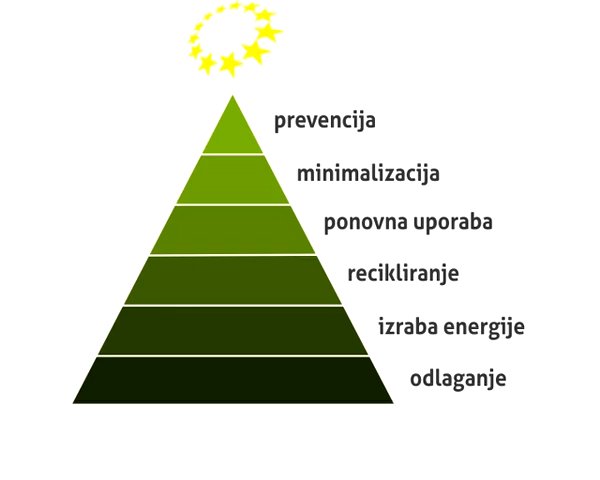 prevencija
minimalizacija
ponovna uporaba
recikliranje
izraba energije
odlaganje